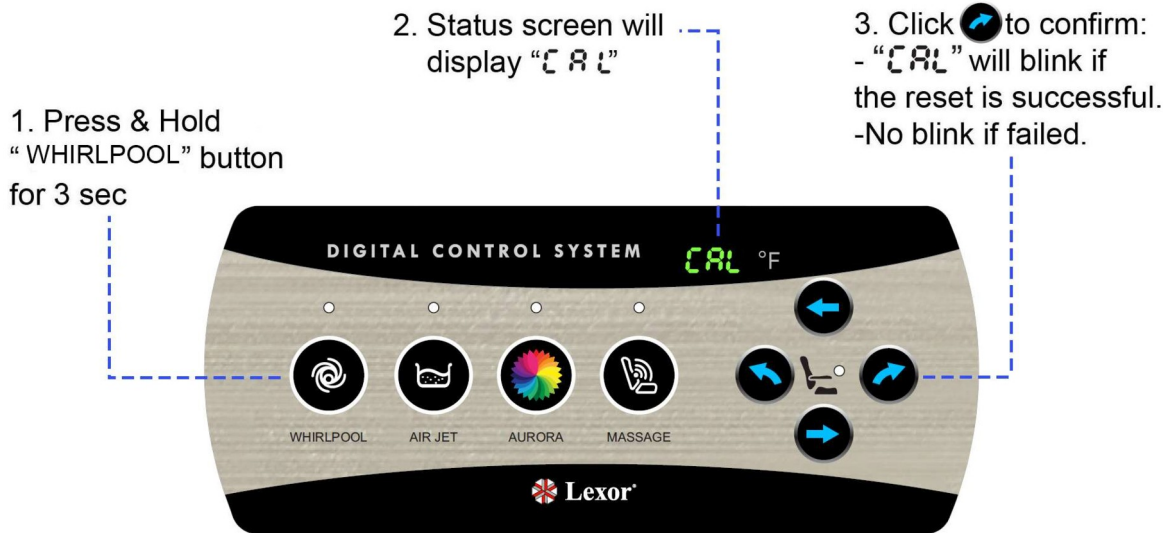 1. Press & Hold
“ WHIRLPOOL” button
for 3 sec
2. Status screen will
display “CAL”
3. Click to confirm:
- “CAL” will blink if
the reset is successful.
-No blink if failed.
DIGITAL CONTROL SYSTEM
CAL °F
WHIRLPOOL
AIR JET
AURORA
MASSAGE
Lexor